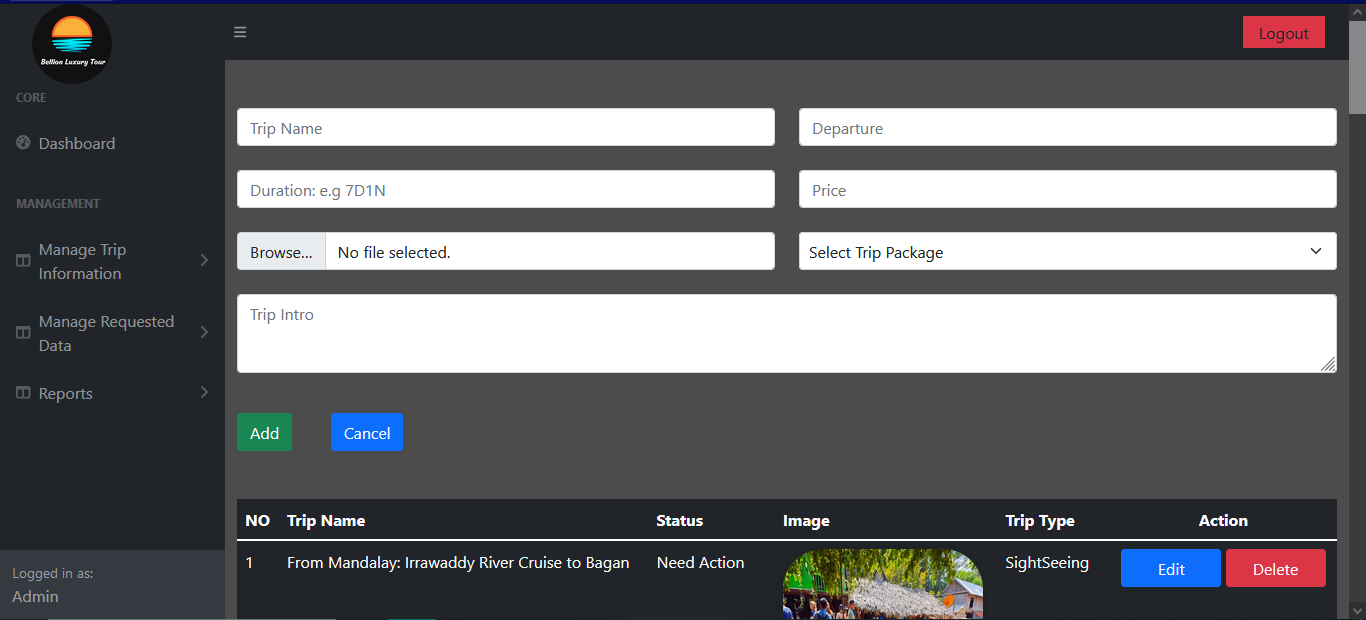 Bellion Luxury Tour
Logout
CORE
Dashboard
MANAGEMENT
Manage Trip
Information
Manage Requested
Data
Reports
Logged in as:
Admin
Trip Name
Departure
Duration: e.g 7D1N
Price
Browse... No file selected.
Select Trip Package
Trip Intro
Add
Cancel
NO Trip Name Status Image Trip Type Action
1 From Mandalay: Irrawaddy River Cruise to Bagan Need Action SightSeeing Edit Delete